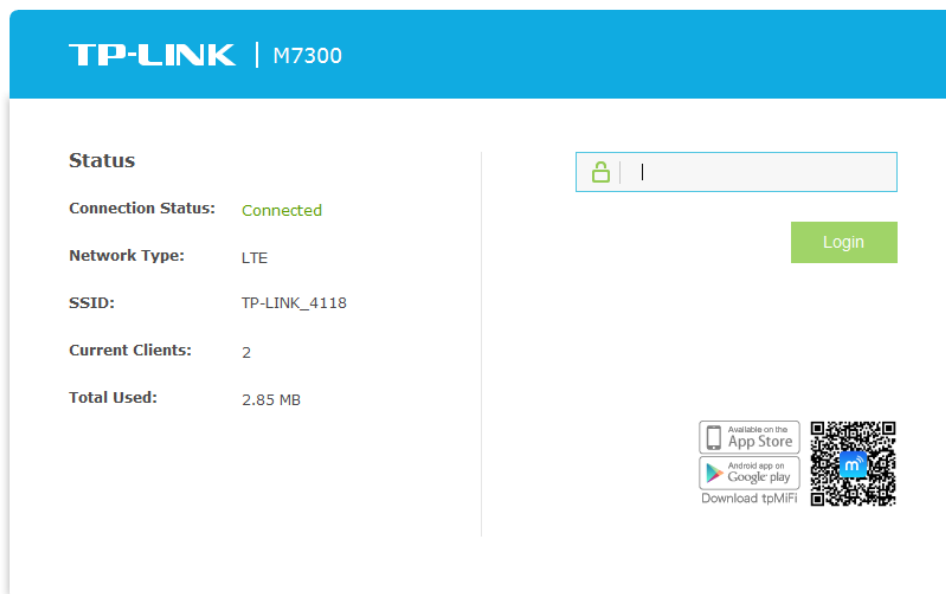 TP-LINK | M7300
Status
Connection Status: Connected
Network Type: LTE
SSID: TP-LINK_4118
Current Clients: 2
Total Used: 2.85 MB
Login
Available on the
App Store
Android app on
Google play
Download tpMiFi
m